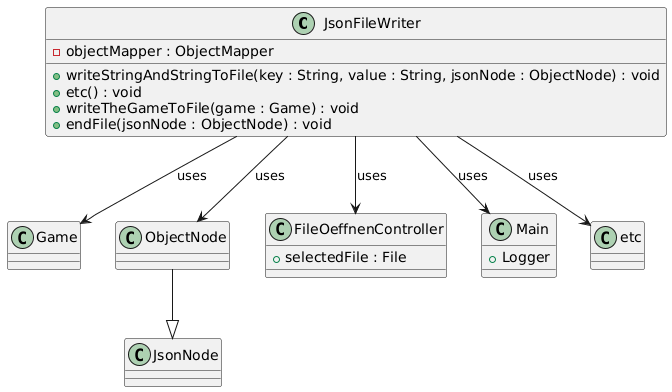 C JsonFileWriter
objectMapper : ObjectMapper
writeStringAndStringToFile(key : String, value : String, jsonNode : ObjectNode) : void
etc() : void
writeTheGameToFile(game : Game) : void
endFile(jsonNode : ObjectNode) : void
uses uses uses uses uses
C Game
C ObjectNode
C FileOeffnenController
selectedFile : File
C Main
Logger
C etc
C JsonNode